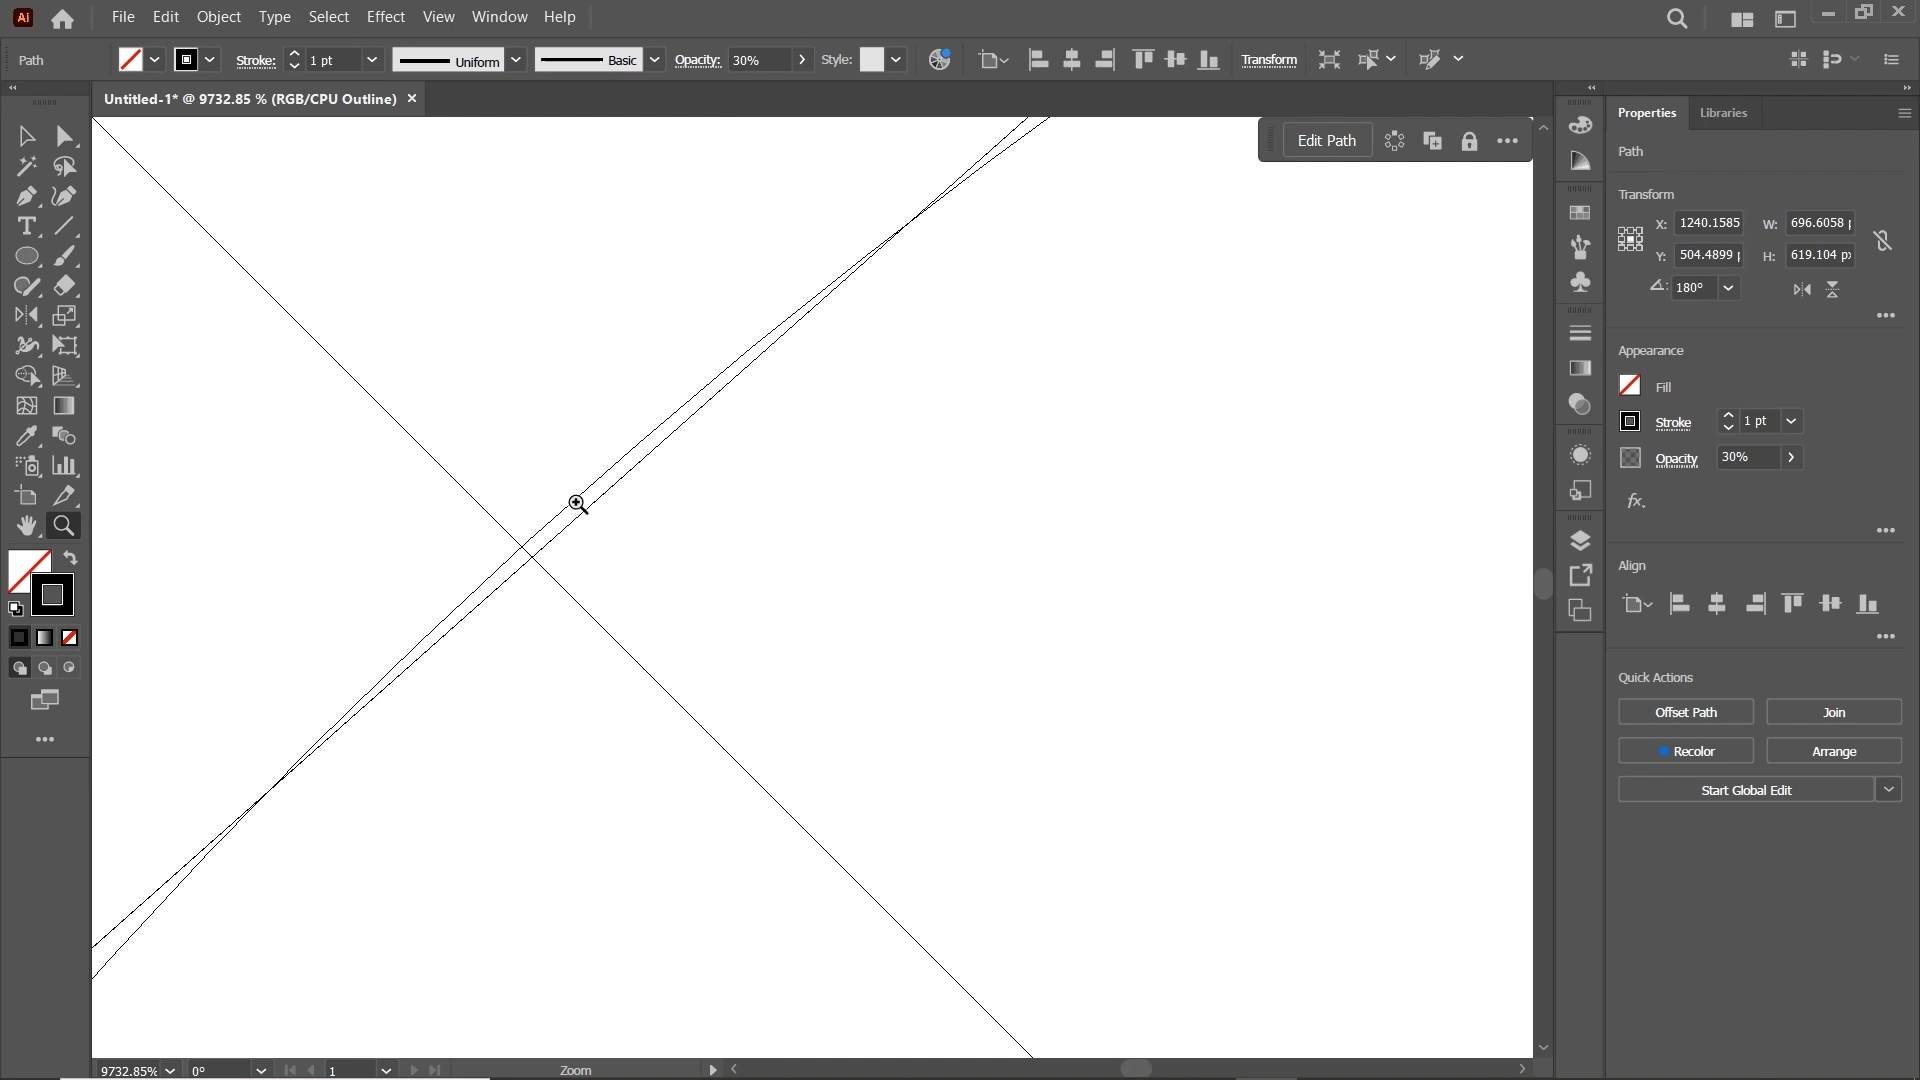 Ai File Edit Object Type Select Effect View Window Help
Path Stroke: 1 pt Uniform Basic Opacity: 30% Style: Transform
Untitled-1* @ 9732.85 % (RGB/CPU Outline)
Edit Path
Properties Libraries
Path
Transform
X: 1240.1585 W: 696.6058
Y: 504.4899 H: 619.104 px
180°
Appearance
Fill
Stroke 1 pt
Opacity 30%
fx
Align
Quick Actions
Offset Path Join
Recolor Arrange
Start Global Edit
9732.85% 0° 1 Zoom